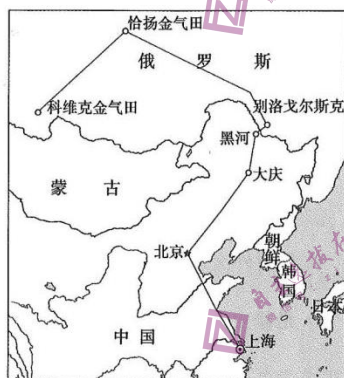 恰扬金气田
俄 罗 斯
科维克金气田
别洛戈尔斯克
黑河
大庆
蒙 古
朝鲜
北京
韩国
日本
中 国
上海